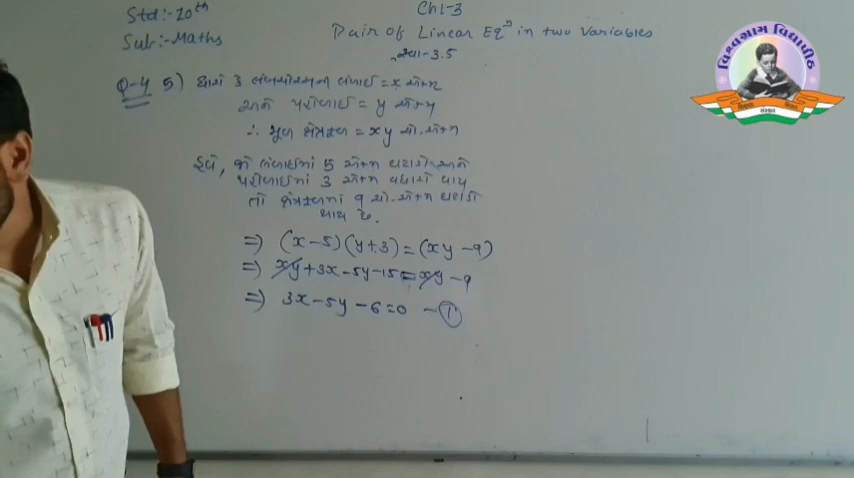 Std:- 10th
Sub:- Maths
Ch:-3
Pair of Linear Eqn in two Variables
સ્વા-3.5
Q-4 5) ધારો કે લંબચોરસની લંબાઈ = x એકમ
અને પહોળાઈ = y એકમ
∴ મૂળ ક્ષેત્રફળ = xy ચો.એકમ
હવે, જો લંબાઈમાં 5 એકમ ઘટાડો અને
પહોળાઈમાં 3 એકમ વધારો થાય
તો ક્ષેત્રફળમાં 9 ચો.એકમ ઘટાડો
થાય છે.
⇒ (x-5)(y+3)=(xy-9)
⇒ xy+3x-5y-15=xy-9
⇒ 3x-5y-6=0 -①
વિશ્વગ્રામ વિદ્યાપીઠ